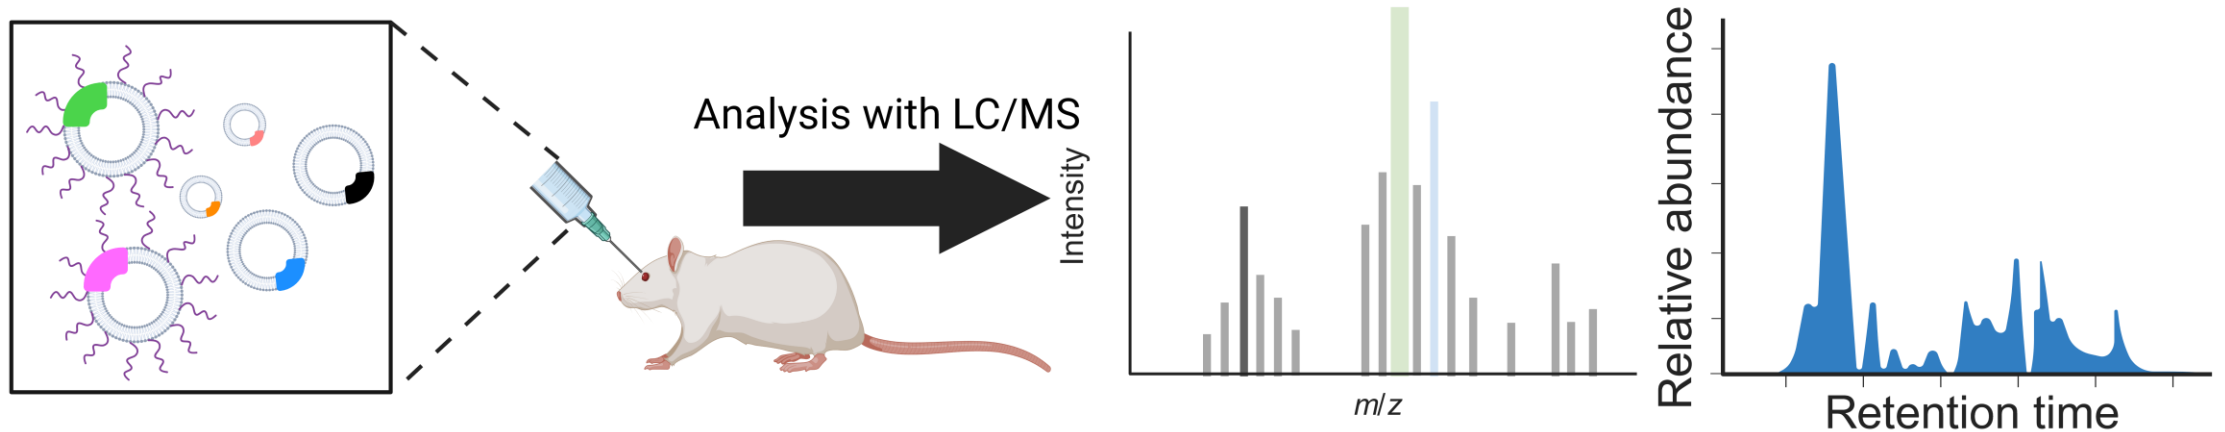 Analysis with LC/MS
Intensity
m/z
Relative abundance
Retention time